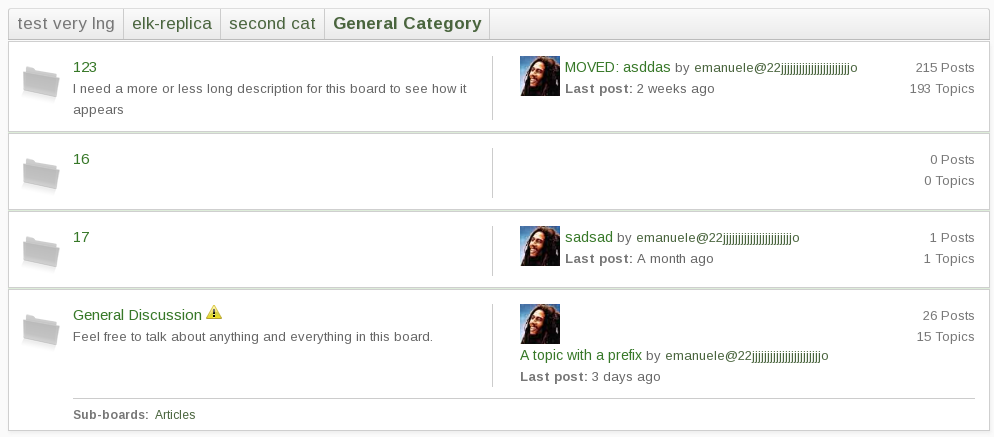 test very lng elk-replica second cat General Category
123
I need a more or less long description for this board to see how it
appears
MOVED: asddas by emanuele@22jjjjjjjjjjjjjjjjjjjjjjjo
Last post: 2 weeks ago
215 Posts
193 Topics
16
0 Posts
0 Topics
17
sadsad by emanuele@22jjjjjjjjjjjjjjjjjjjjjjjo
Last post: A month ago
1 Posts
1 Topics
General Discussion
Feel free to talk about anything and everything in this board.
A topic with a prefix by emanuele@22jjjjjjjjjjjjjjjjjjjjjjjo
Last post: 3 days ago
26 Posts
15 Topics
Sub-boards: Articles